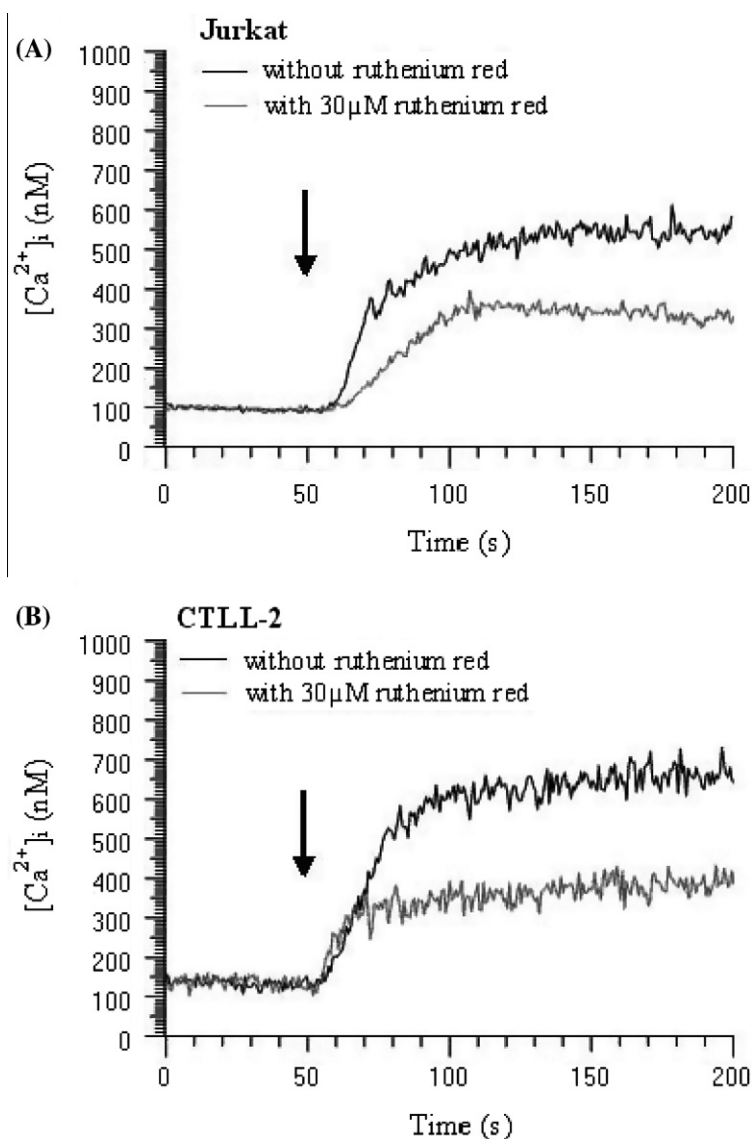 (A)
Jurkat
without ruthenium red
with 30μM ruthenium red
1000
900
800
700
600
500
400
300
200
100
0
[Ca2+]i (nM)
0 50 100 150 200
Time (s)
(B)
CTLL-2
without ruthenium red
with 30μM ruthenium red
1000
900
800
700
600
500
400
300
200
100
0
[Ca2+]i (nM)
0 50 100 150 200
Time (s)